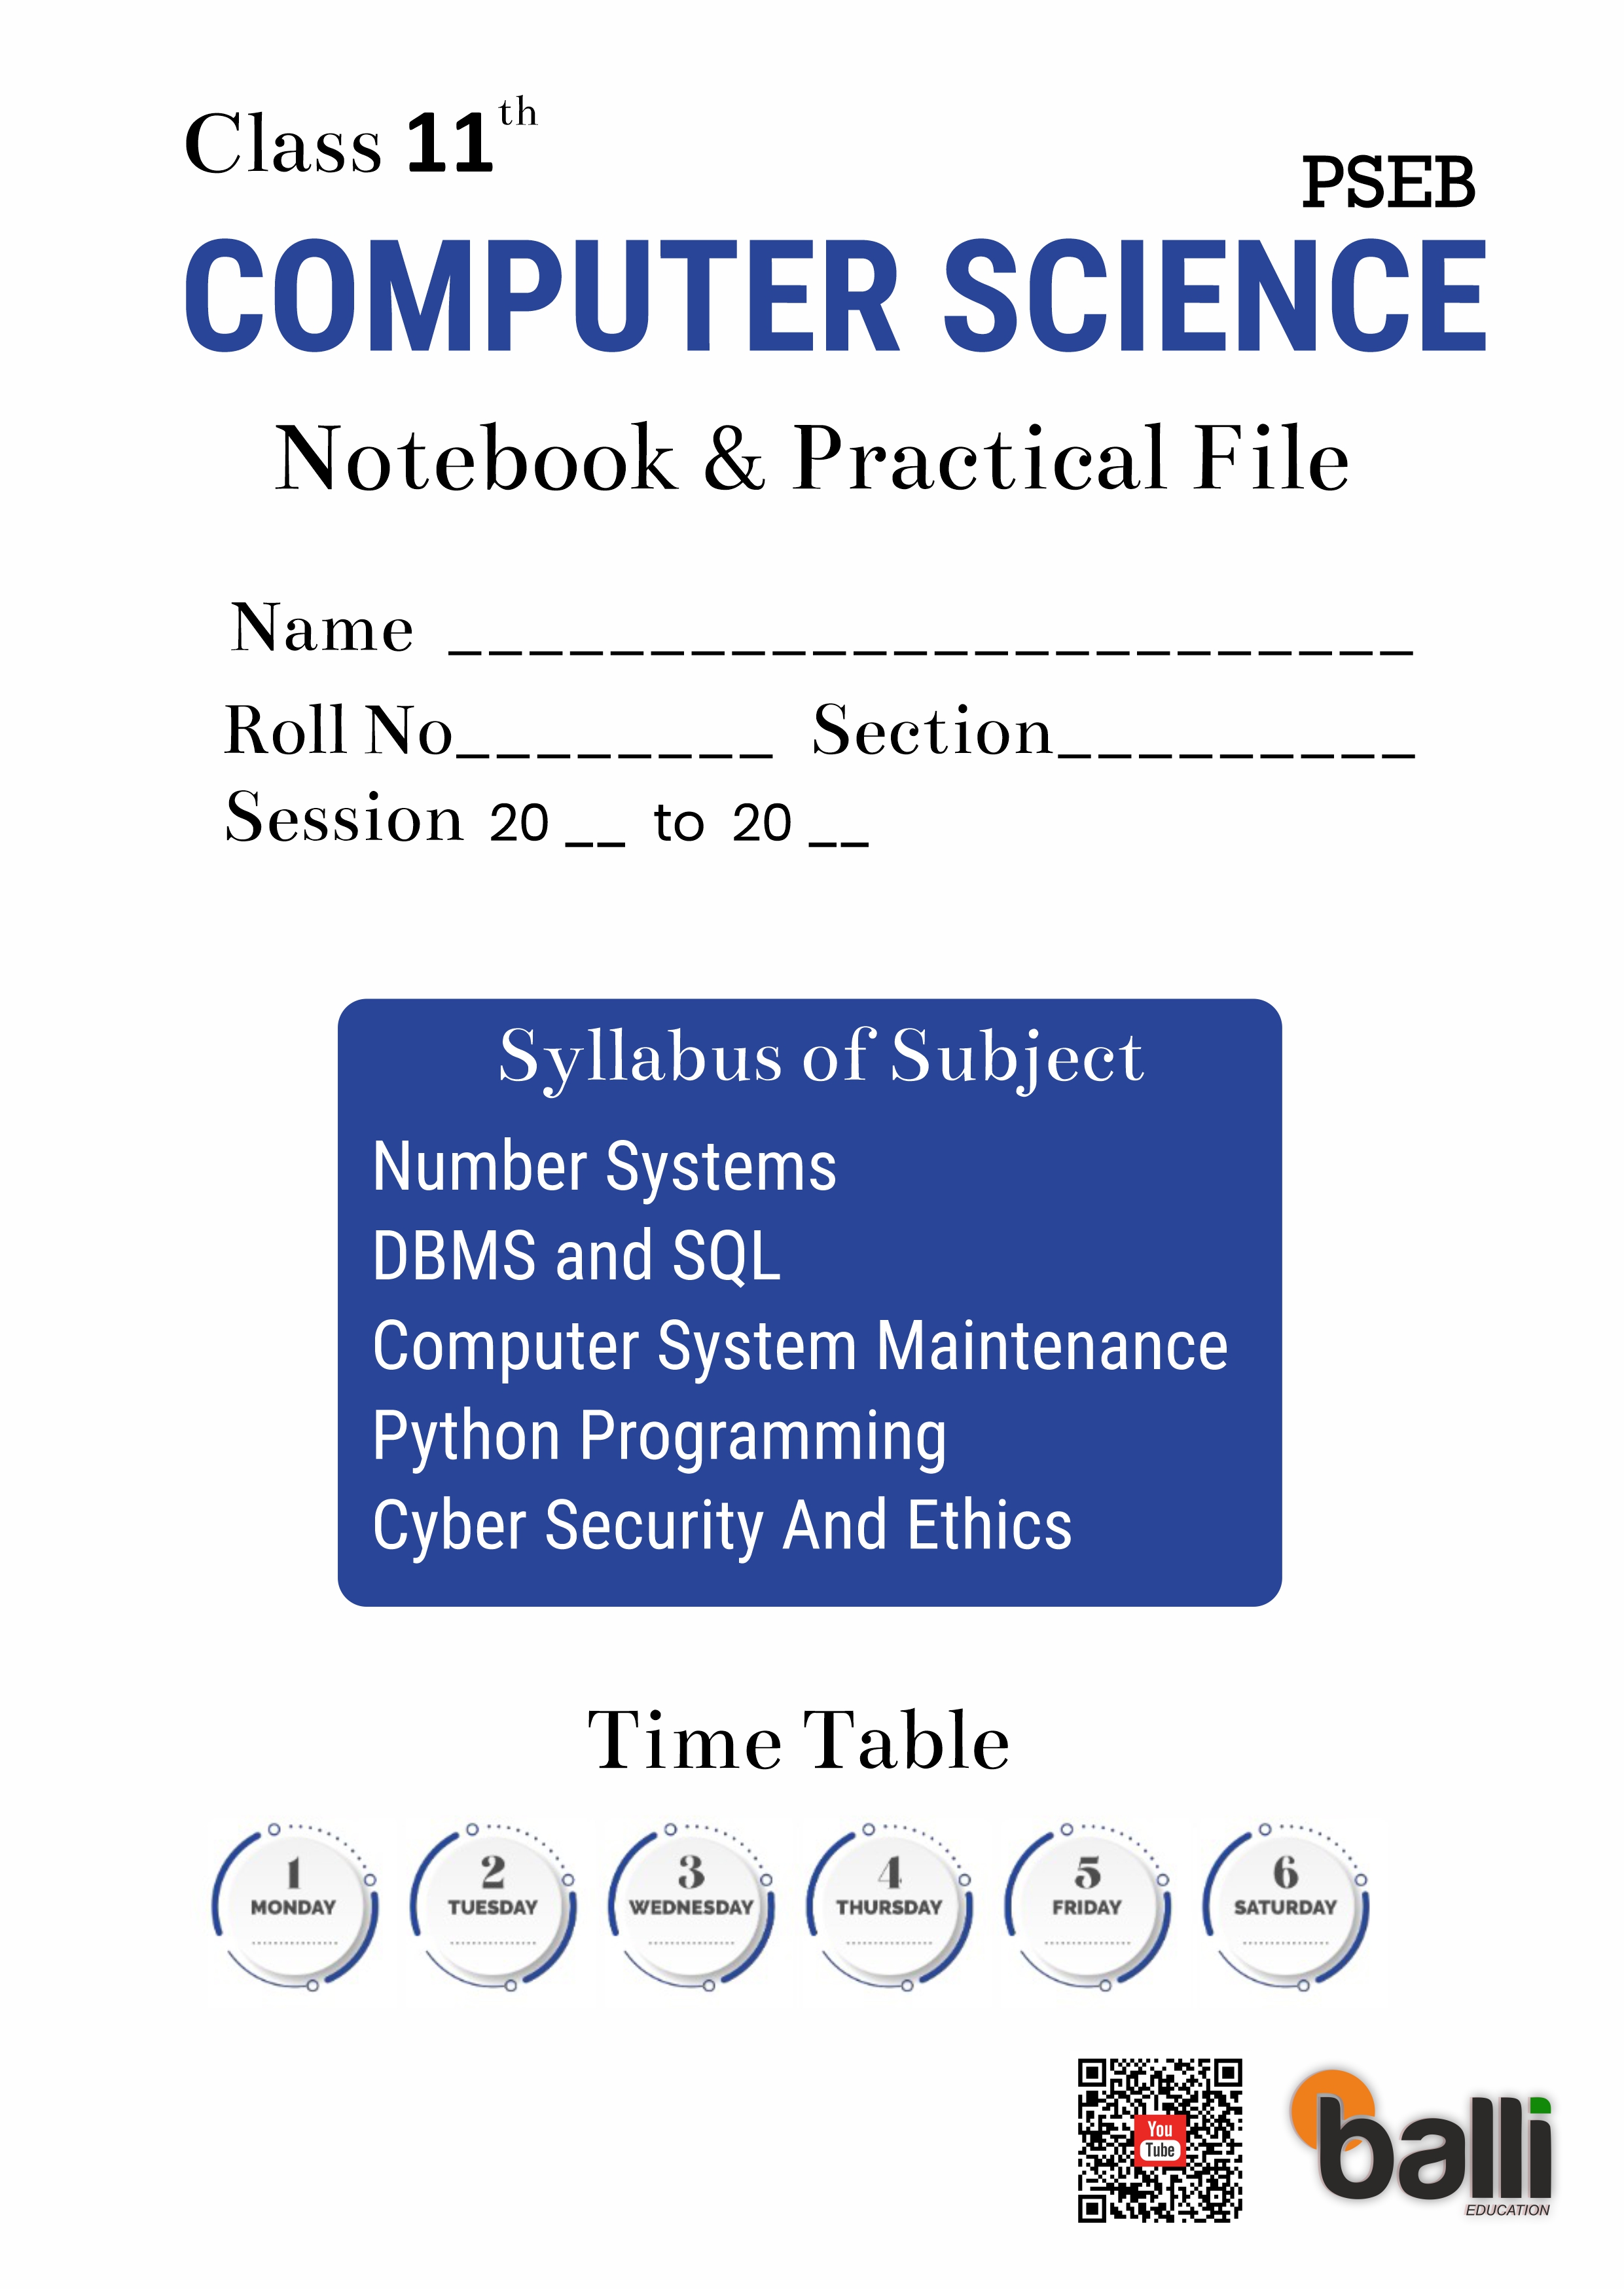 Class 11th
PSEB
COMPUTER SCIENCE
Notebook & Practical File
Name __________________________
Roll No________ Section_________
Session 20 __ to 20 __
Syllabus of Subject
Number Systems
DBMS and SQL
Computer System Maintenance
Python Programming
Cyber Security And Ethics
Time Table
1 2 3 4 5 6
MONDAY TUESDAY WEDNESDAY THURSDAY FRIDAY SATURDAY
You
Tube
balli
EDUCATION